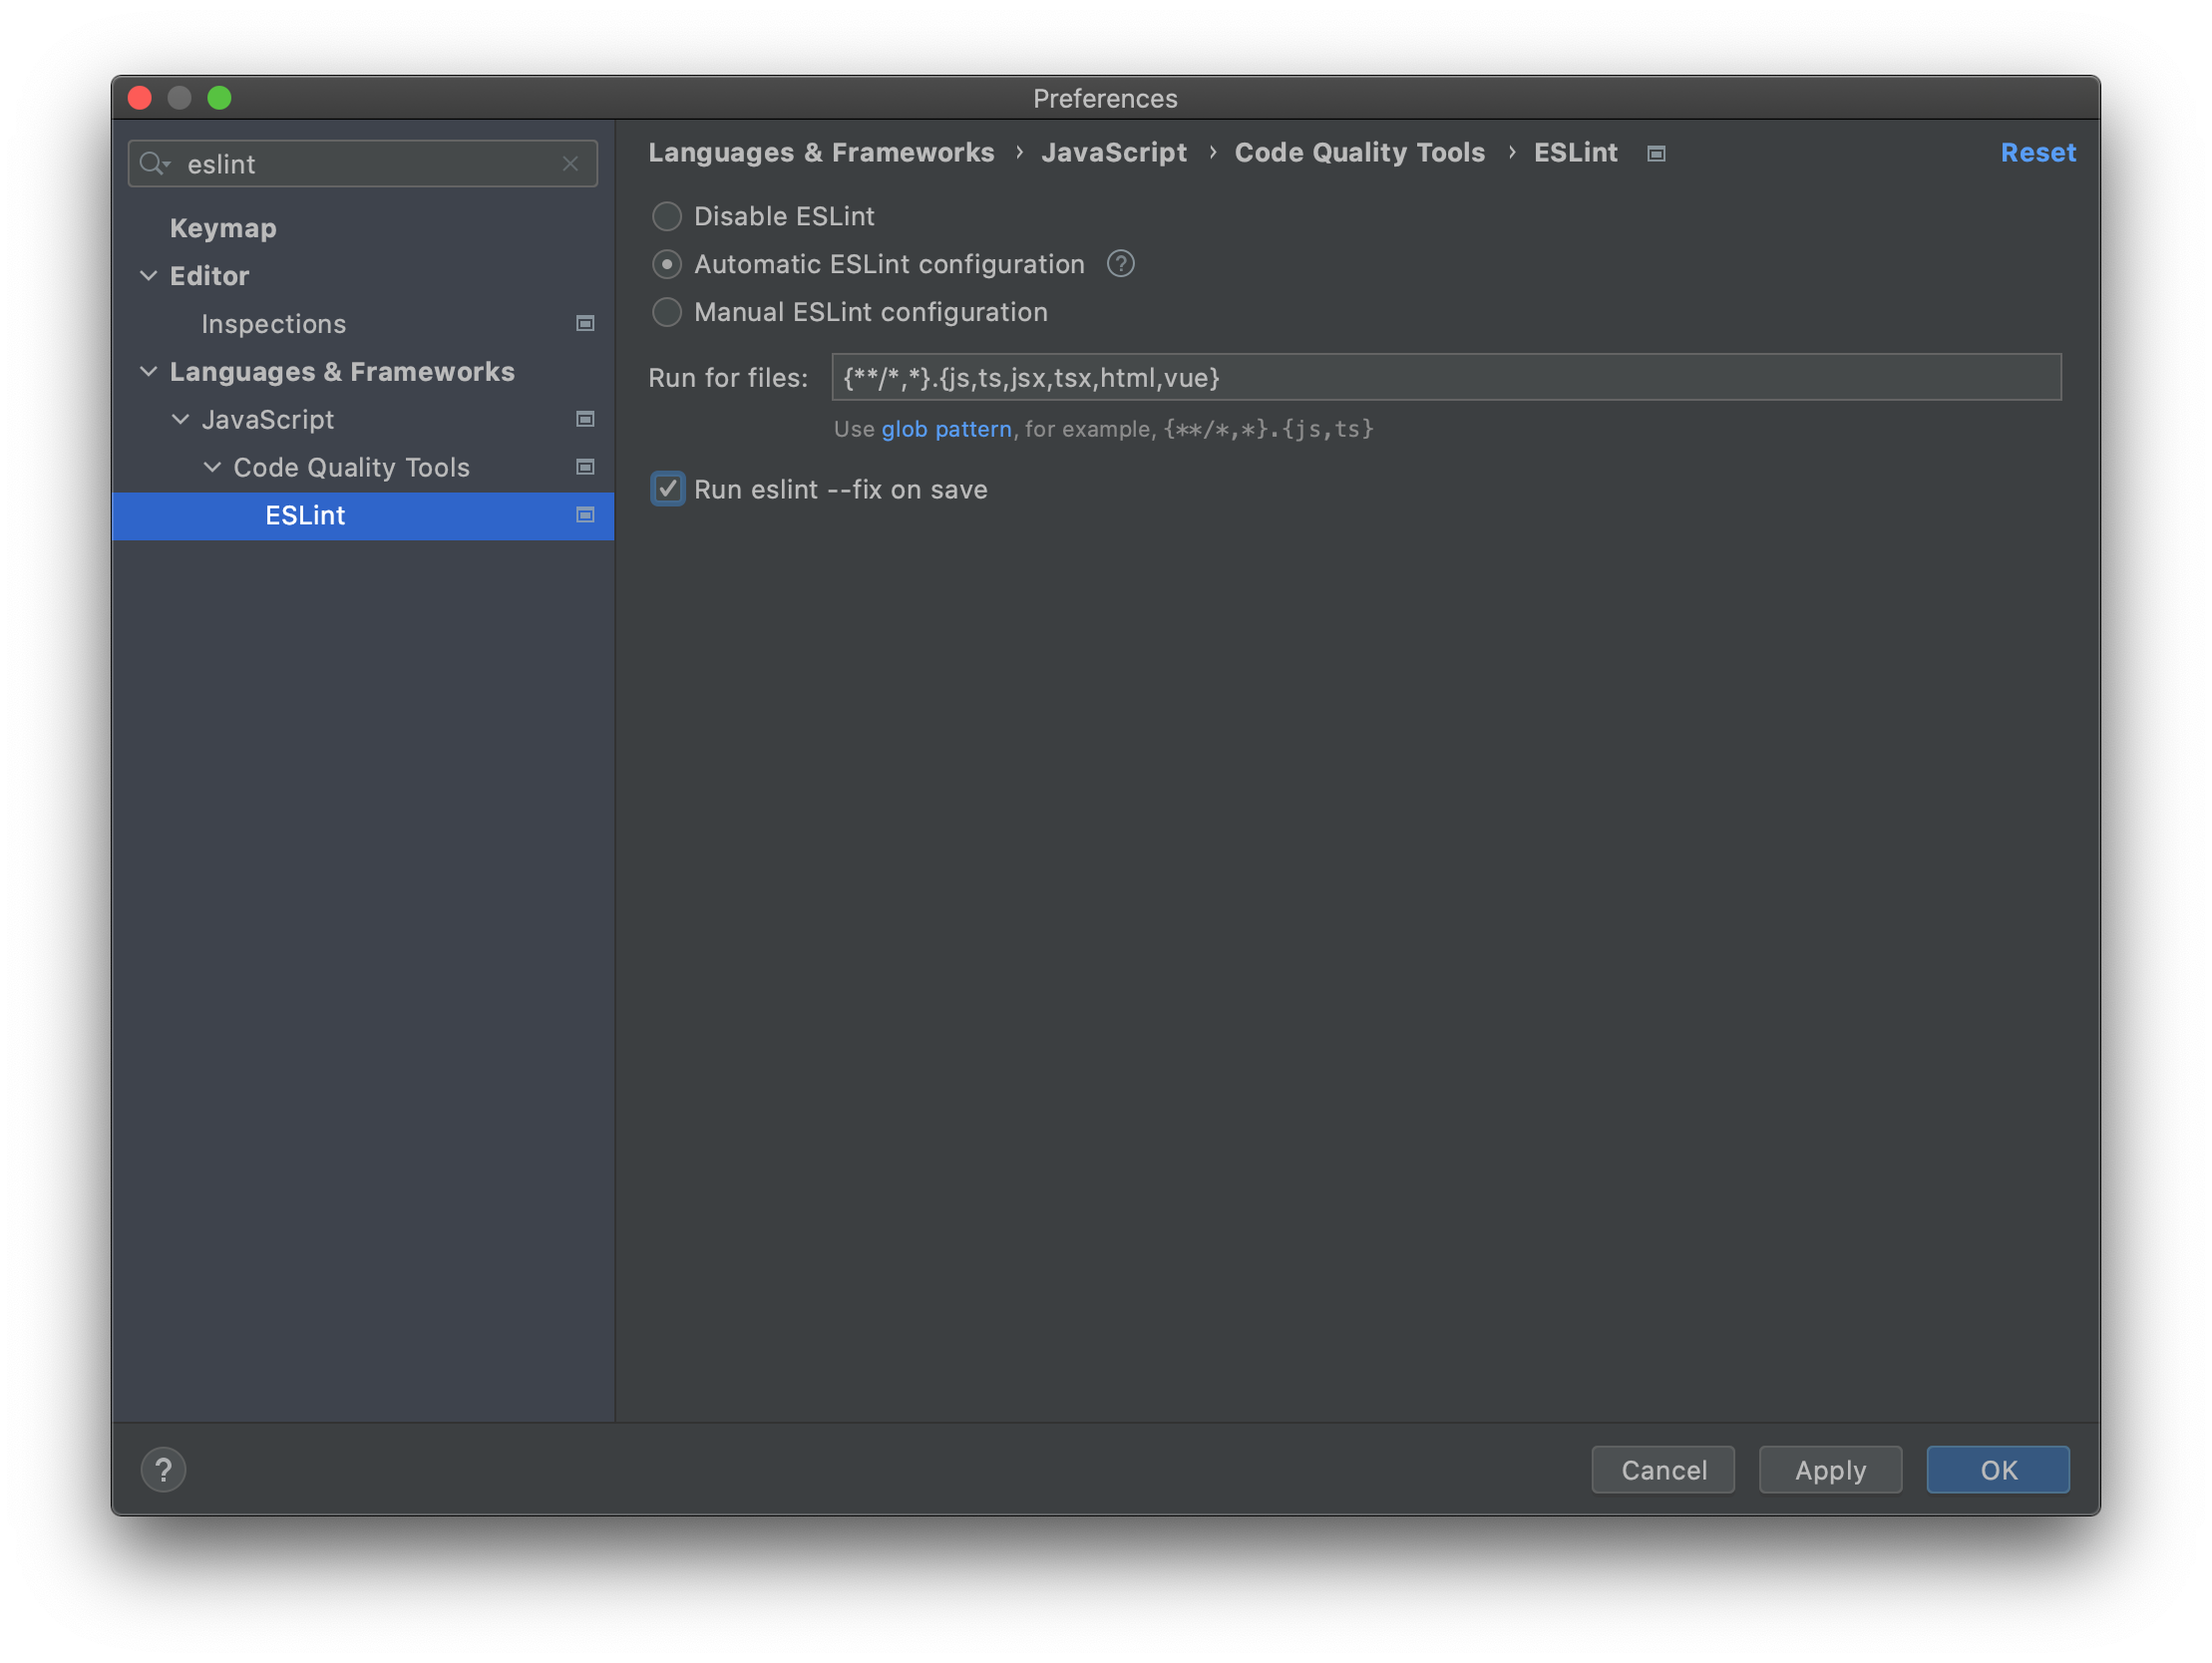 Preferences
eslint
Keymap
Editor
Inspections
Languages & Frameworks
JavaScript
Code Quality Tools
ESLint
Languages & Frameworks › JavaScript › Code Quality Tools › ESLint
Reset
Disable ESLint
Automatic ESLint configuration ?
Manual ESLint configuration
Run for files: {**/*,*}.{js,ts,jsx,tsx,html,vue}
Use glob pattern, for example, {**/*,*}.{js,ts}
Run eslint --fix on save
?
Cancel
Apply
OK